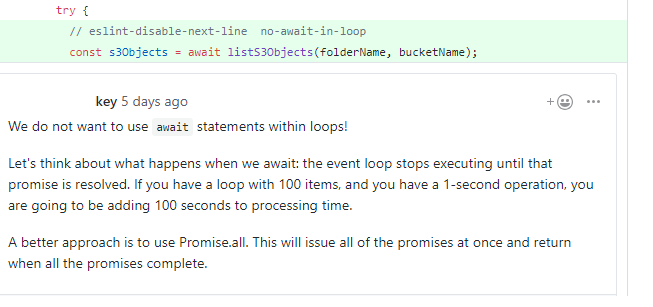 try {
// eslint-disable-next-line  no-await-in-loop
const s3Objects = await listS3Objects(folderName, bucketName);
key 5 days ago
We do not want to use await statements within loops!
Let's think about what happens when we await: the event loop stops executing until that
promise is resolved. If you have a loop with 100 items, and you have a 1-second operation, you
are going to be adding 100 seconds to processing time.
A better approach is to use Promise.all. This will issue all of the promises at once and return
when all the promises complete.